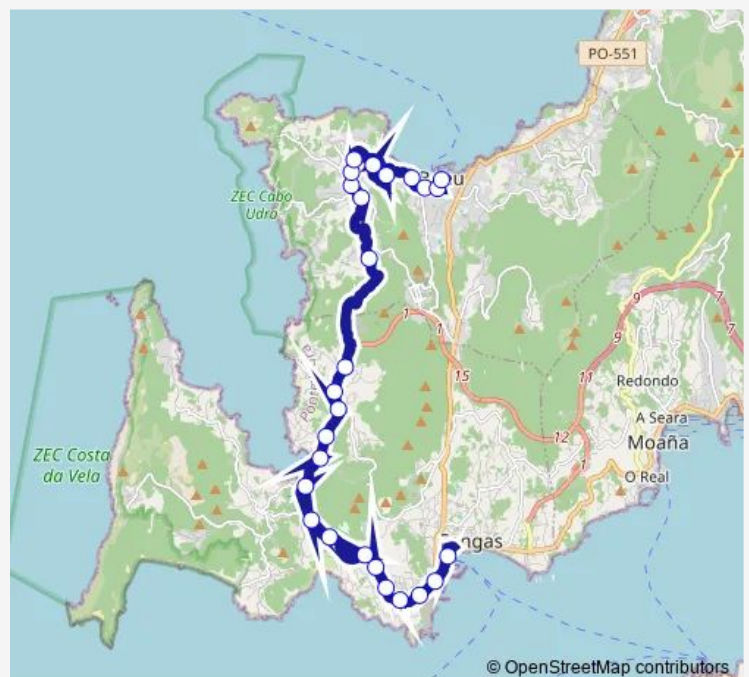 PO-551
ZEC Cabo
Udra
9
7
1
1
9
7
15
11
Redondo
A Seara
Moaña
12
1
O Real
ZEC Costa
da Vela
© OpenStreetMap contributors